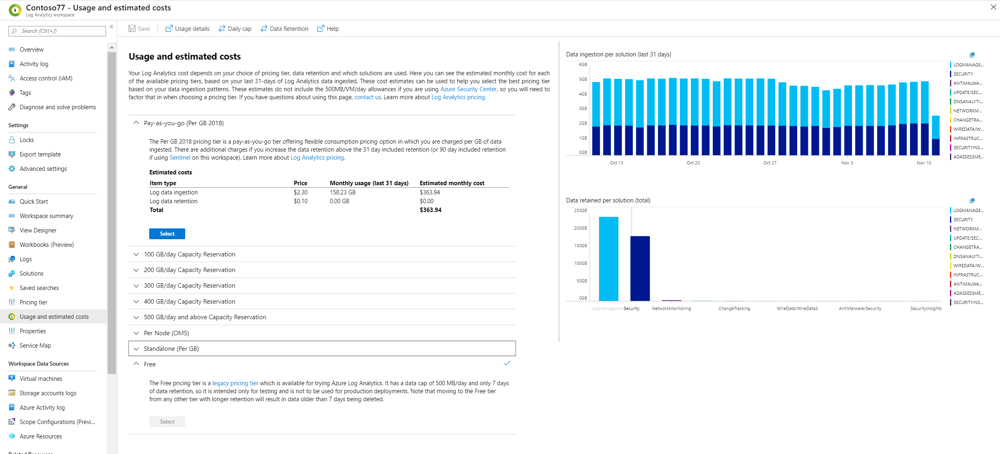 Contoso77 - Usage and estimated costs
Log Analytics workspace
Search (Ctrl+/)
Overview
Activity log
Access control (IAM)
Tags
Diagnose and solve problems
Settings
Locks
Export template
Advanced settings
General
Quick Start
Workspace summary
View Designer
Workbooks (Preview)
Logs
Solutions
Saved searches
Pricing tier
Usage and estimated costs
Properties
Service Map
Workspace Data Sources
Virtual machines
Storage accounts logs
Azure Activity log
Scope Configurations (Previ...
Azure Resources
Save
Usage details
Daily cap
Data Retention
Help
Usage and estimated costs
Your Log Analytics cost depends on your choice of pricing tier, data retention and which solutions are used. Here you can see the estimated monthly cost for each
of the available pricing tiers, based on your last 31-days of Log Analytics data ingested. These cost estimates can be used to help you select the best pricing tier
based on your data ingestion patterns. These estimates do not include the 500MB/VM/day allowances if you are using Azure Security Center, so you will need to
factor that in when choosing a pricing tier. If you have questions about using this page, contact us. Learn more about Log Analytics pricing.
Pay-as-you-go (Per GB 2018)
The Per GB 2018 pricing tier is a pay-as-you-go tier offering flexible consumption pricing option in which you are charged per GB of data
ingested. There are additional charges if you increase the data retention above the 31 day included retention (or 90 day included retention
if using Sentinel on this workspace). Learn more about Log Analytics pricing.
Estimated costs
Item type Price Monthly usage (last 31 days) Estimated monthly cost
Log data ingestion $2.30 158.23 GB $363.94
Log data retention $0.10 0.00 GB $0.00
Total $363.94
Select
100 GB/day Capacity Reservation
200 GB/day Capacity Reservation
300 GB/day Capacity Reservation
400 GB/day Capacity Reservation
500 GB/day and above Capacity Reservation
Per Node (OMS)
Standalone (Per GB)
Free
The Free pricing tier is a legacy pricing tier which is available for trying Azure Log Analytics. It has a data cap of 500 MB/day and only 7 days
of data retention, so it is intended only for testing and is not to be used for production deployments. Note that moving to the Free tier
from any other tier with longer retention will result in data older than 7 days being deleted.
Select
Data ingestion per solution (last 31 days)
6GB
5GB
4GB
3GB
2GB
1GB
0GB
Oct 13 Oct 20 Oct 27 Nov 3 Nov 10
LOGMANAGE...
SECURITY
ANTIMALWA...
UPDATE/SEC...
DNSANALYTI...
NETWORKM...
CHANGETRA...
WIREDATA/W...
INFRASTRUC...
SECURITYINS...
ADASSESSME...
Data retained per solution (total)
250GB
200GB
150GB
100GB
50GB
0GB
LogManagemen Security NetworkMonitoring ChangeTracking WireData/WireData2 AntiMalware/Security SecurityInsights
LOGMANAGE...
SECURITY
NETWORKM...
UPDATE/SEC...
CHANGETRA...
DNSANALYTI...
WIREDATA/W...
INFRASTRUC...
ANTIMALWA...
ADASSESSME...
SECURITYINS...